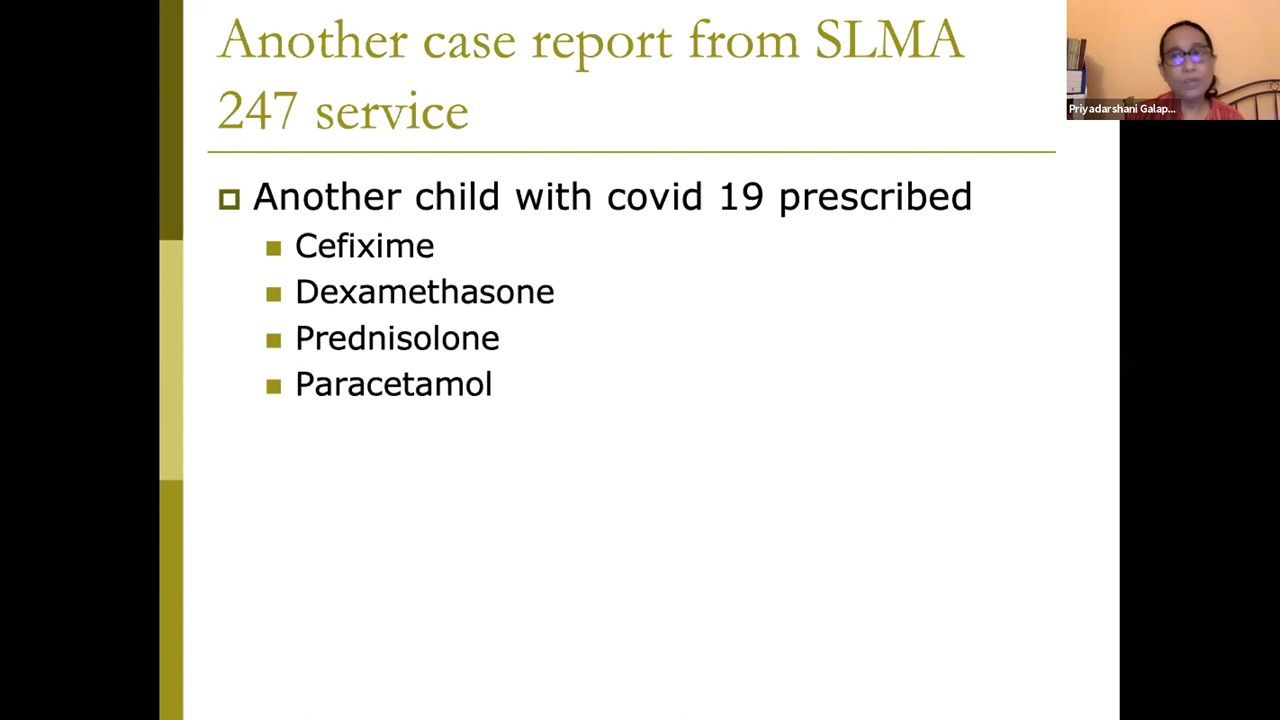 Another case report from SLMA
247 service
Priyadarshani Galap...
Another child with covid 19 prescribed
Cefixime
Dexamethasone
Prednisolone
Paracetamol